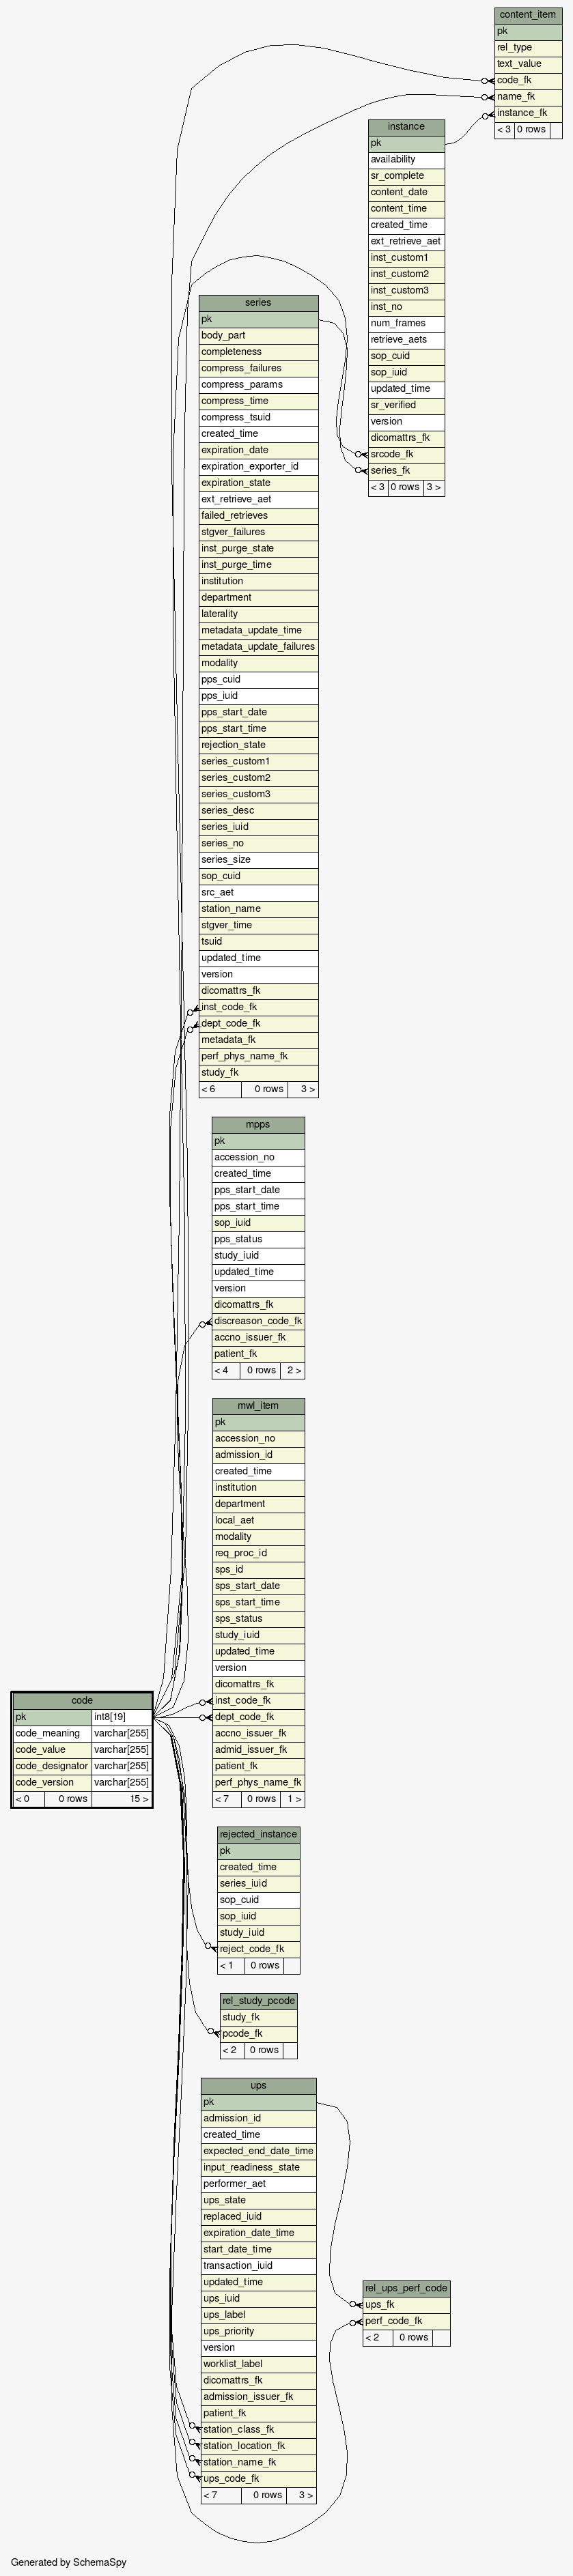 content_item
pk
rel_type
text_value
code_fk
name_fk
instance_fk
< 3 0 rows
instance
pk
availability
sr_complete
content_date
content_time
created_time
ext_retrieve_aet
inst_custom1
inst_custom2
inst_custom3
inst_no
num_frames
retrieve_aets
sop_cuid
sop_iuid
updated_time
sr_verified
version
dicomattrs_fk
srcode_fk
series_fk
< 3 0 rows 3 >
series
pk
body_part
completeness
compress_failures
compress_params
compress_time
compress_tsuid
created_time
expiration_date
expiration_exporter_id
expiration_state
ext_retrieve_aet
failed_retrieves
stgver_failures
inst_purge_state
inst_purge_time
institution
department
laterality
metadata_update_time
metadata_update_failures
modality
pps_cuid
pps_iuid
pps_start_date
pps_start_time
rejection_state
series_custom1
series_custom2
series_custom3
series_desc
series_iuid
series_no
series_size
sop_cuid
src_aet
station_name
stgver_time
tsuid
updated_time
version
dicomattrs_fk
inst_code_fk
dept_code_fk
metadata_fk
perf_phys_name_fk
study_fk
< 6 0 rows 3 >
mpps
pk
accession_no
created_time
pps_start_date
pps_start_time
sop_iuid
pps_status
study_iuid
updated_time
version
dicomattrs_fk
discreason_code_fk
accno_issuer_fk
patient_fk
< 4 0 rows 2 >
mwl_item
pk
accession_no
admission_id
created_time
institution
department
local_aet
modality
req_proc_id
sps_id
sps_start_date
sps_start_time
sps_status
study_iuid
updated_time
version
dicomattrs_fk
inst_code_fk
dept_code_fk
accno_issuer_fk
admid_issuer_fk
patient_fk
perf_phys_name_fk
< 7 0 rows 1 >
code
pk int8[19]
code_meaning varchar[255]
code_value varchar[255]
code_designator varchar[255]
code_version varchar[255]
< 0 0 rows 15 >
rejected_instance
pk
created_time
series_iuid
sop_cuid
sop_iuid
study_iuid
reject_code_fk
< 1 0 rows
rel_study_pcode
study_fk
pcode_fk
< 2 0 rows
ups
pk
admission_id
created_time
expected_end_date_time
input_readiness_state
performer_aet
ups_state
replaced_iuid
expiration_date_time
start_date_time
transaction_iuid
updated_time
ups_iuid
ups_label
ups_priority
version
worklist_label
dicomattrs_fk
admission_issuer_fk
patient_fk
station_class_fk
station_location_fk
station_name_fk
ups_code_fk
< 7 0 rows 3 >
rel_ups_perf_code
ups_fk
perf_code_fk
< 2 0 rows
Generated by SchemaSpy